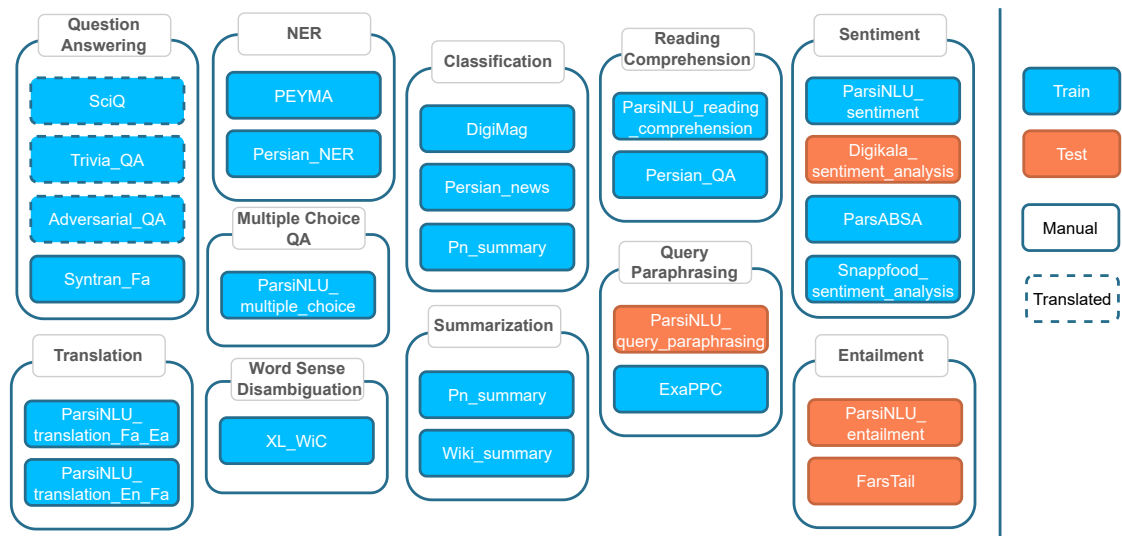 Question
Answering
SciQ
Trivia_QA
Adversarial_QA
Syntran_Fa
Translation
ParsiNLU_
translation_Fa_Ea
ParsiNLU_
translation_En_Fa
NER
PEYMA
Persian_NER
Multiple Choice
QA
ParsiNLU_
multiple_choice
Word Sense
Disambiguation
XL_WiC
Classification
DigiMag
Persian_news
Pn_summary
Summarization
Pn_summary
Wiki_summary
Reading
Comprehension
ParsiNLU_reading
_comprehension
Persian_QA
Query
Paraphrasing
ParsiNLU_
query_paraphrasing
ExaPPC
Sentiment
ParsiNLU_
sentiment
Digikala_
sentiment_analysis
ParsABSA
Snappfood_
sentiment_analysis
Entailment
ParsiNLU_
entailment
FarsTail
Train
Test
Manual
Translated